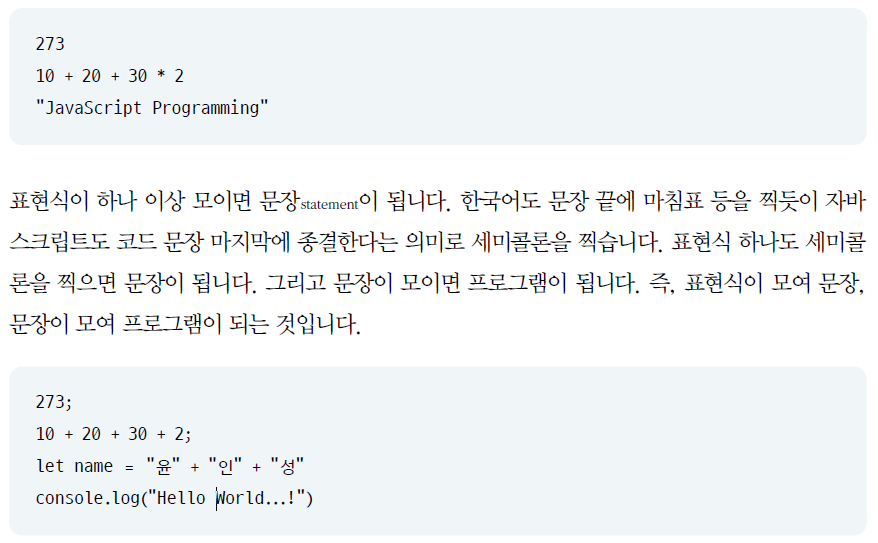 273
10 + 20 + 30 * 2
"JavaScript Programming"
표현식이 하나 이상 모이면 문장statement이 됩니다. 한국어도 문장 끝에 마침표 등을 찍듯이 자바
스크립트도 코드 문장 마지막에 종결한다는 의미로 세미콜론을 찍습니다. 표현식 하나도 세미콜
론을 찍으면 문장이 됩니다. 그리고 문장이 모이면 프로그램이 됩니다. 즉, 표현식이 모여 문장,
문장이 모여 프로그램이 되는 것입니다.
273;
10 + 20 + 30 + 2;
let name = "윤" + "인" + "성"
console.log("Hello World...!")